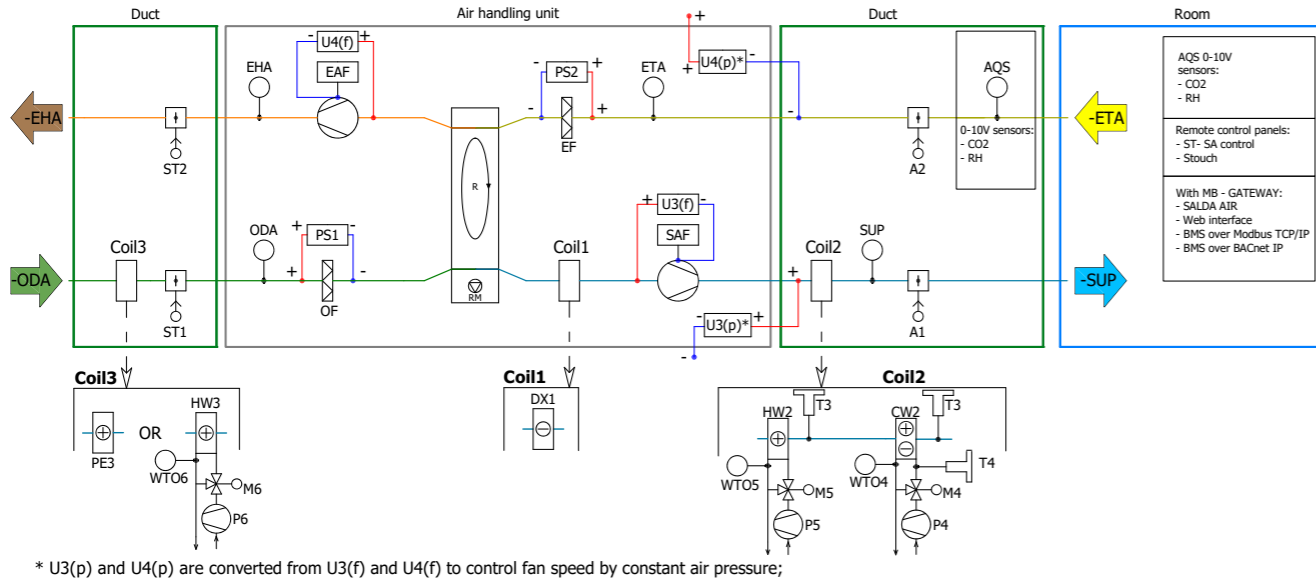 Duct
Air handling unit
Duct
Room
+
U4(f)
- +
EAF
EHA
- PS2 +
ETA
- +
EF
U4(p)*
+ -
-
AQS
AQS 0-10V
sensors:
- CO2
- RH
-EHA
-ETA
ST2
A2
0-10V sensors:
- CO2
- RH
Remote control panels:
- ST- SA control
- Stouch
R
With MB - GATEWAY:
- SALDA AIR
- Web interface
- BMS over Modbus TCP/IP
- BMS over BACnet IP
+ U3(f) -
SAF
ODA
+ PS1 -
+ -
OF
Coil3
Coil1
Coil2
SUP
+
-ODA
-SUP
ST1
RM
A1
- U3(p)* +
-
Coil3
Coil1
Coil2
HW3
OR
PE3
WTO6
M6
P6
DX1
T3
T3
HW2
CW2
WTO5
M5
P5
WTO4
M4
P4
T4
* U3(p) and U4(p) are converted from U3(f) and U4(f) to control fan speed by constant air pressure;